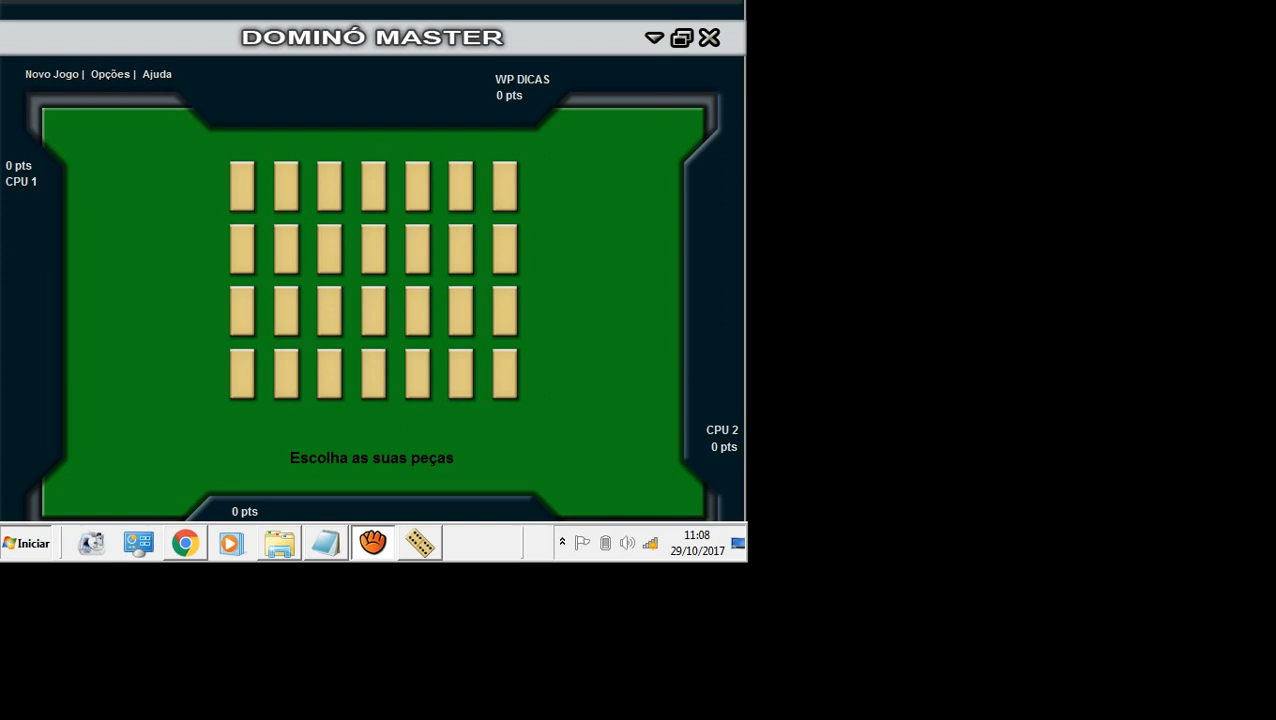 DOMINÓ MASTER
Novo Jogo | Opções | Ajuda
WP DICAS
0 pts
0 pts
CPU 1
CPU 2
0 pts
Escolha as suas peças
0 pts
Iniciar
11:08
29/10/2017